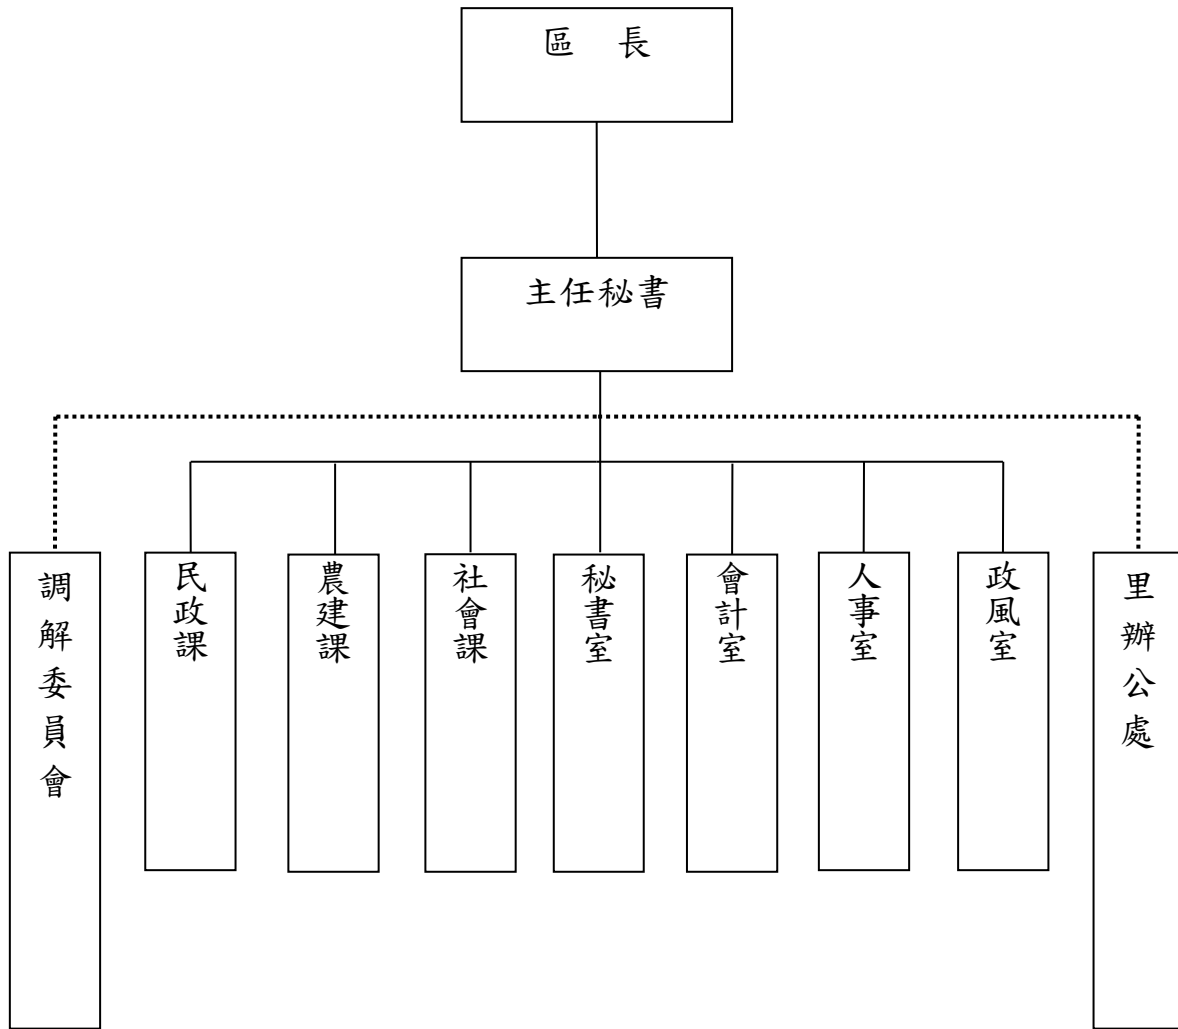 區　長
主任秘書
調解委員會
民政課
農建課
社會課
秘書室
會計室
人事室
政風室
里辦公處